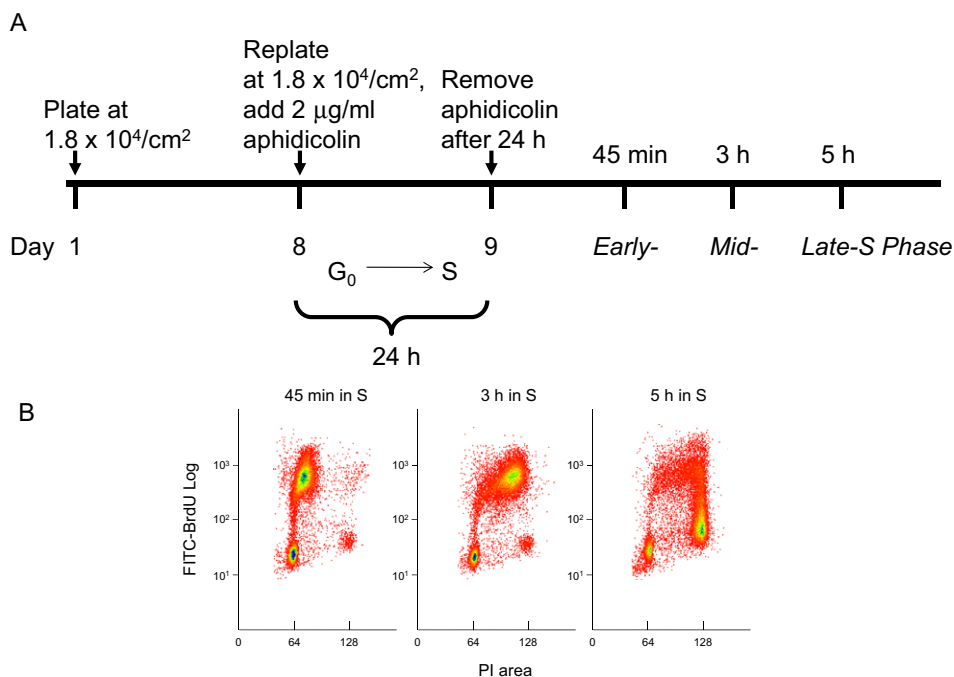 A
Plate at
1.8 x 10⁴/cm²
Replate
at 1.8 x 10⁴/cm²,
add 2 μg/ml
aphidicolin
Remove
aphidicolin
after 24 h
45 min
3 h
5 h
Day 1
8
9
Early-
Mid-
Late-S Phase
G₀ → S
24 h
B
45 min in S
3 h in S
5 h in S
FITC-BrdU Log
10³
10²
10¹
0
64
128
10³
10²
10¹
0
64
128
10³
10²
10¹
0
64
128
PI area